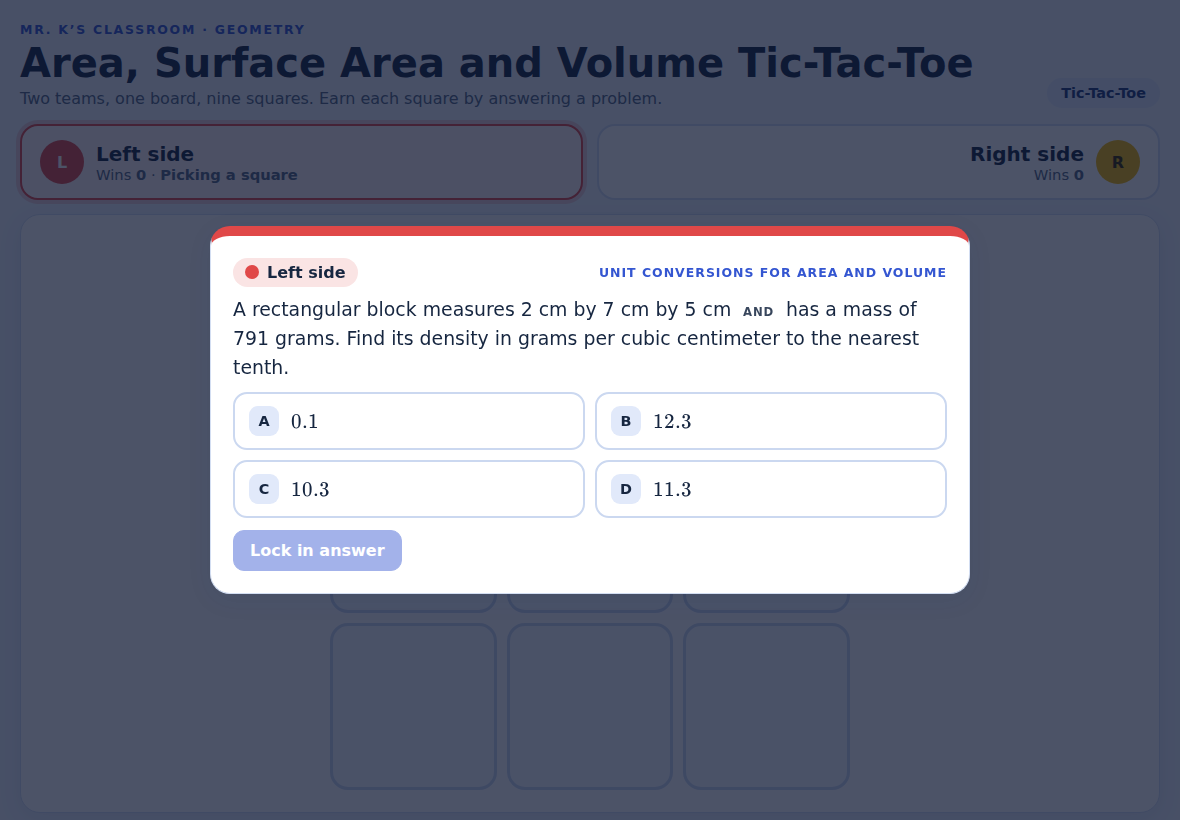 MR. K'S CLASSROOM · GEOMETRY
Area, Surface Area and Volume Tic-Tac-Toe
Two teams, one board, nine squares. Earn each square by answering a problem.
Tic-Tac-Toe
L
Left side
Wins 0 · Picking a square
Right side
Wins 0
R
Left side
UNIT CONVERSIONS FOR AREA AND VOLUME
A rectangular block measures 2 cm by 7 cm by 5 cm AND has a mass of
791 grams. Find its density in grams per cubic centimeter to the nearest
tenth.
A 0.1
B 12.3
C 10.3
D 11.3
Lock in answer